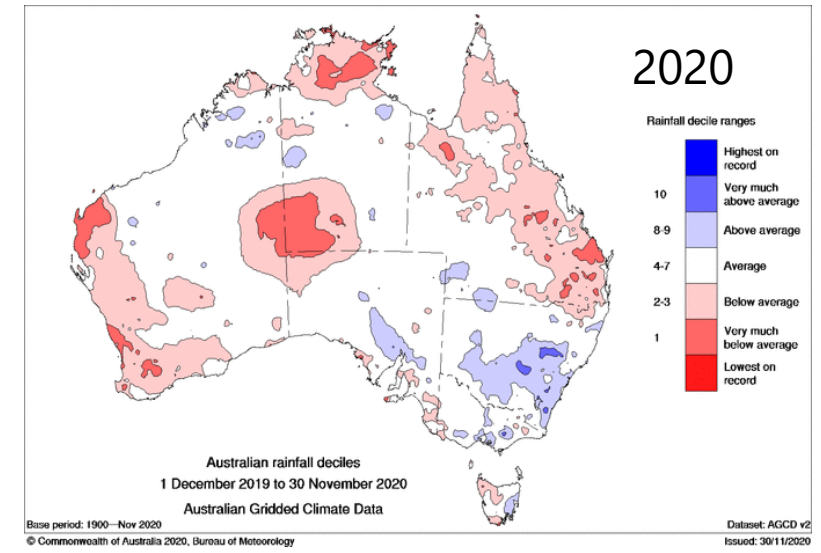 2020
Rainfall decile ranges
Highest on
record
10
Very much
above average
8-9
Above average
4-7
Average
2-3
Below average
1
Very much
below average
Lowest on
record
Australian rainfall deciles
1 December 2019 to 30 November 2020
Australian Gridded Climate Data
Base period: 1900—Nov 2020
Dataset: AGCD v2
© Commonwealth of Australia 2020, Bureau of Meteorology
Issued: 30/11/2020